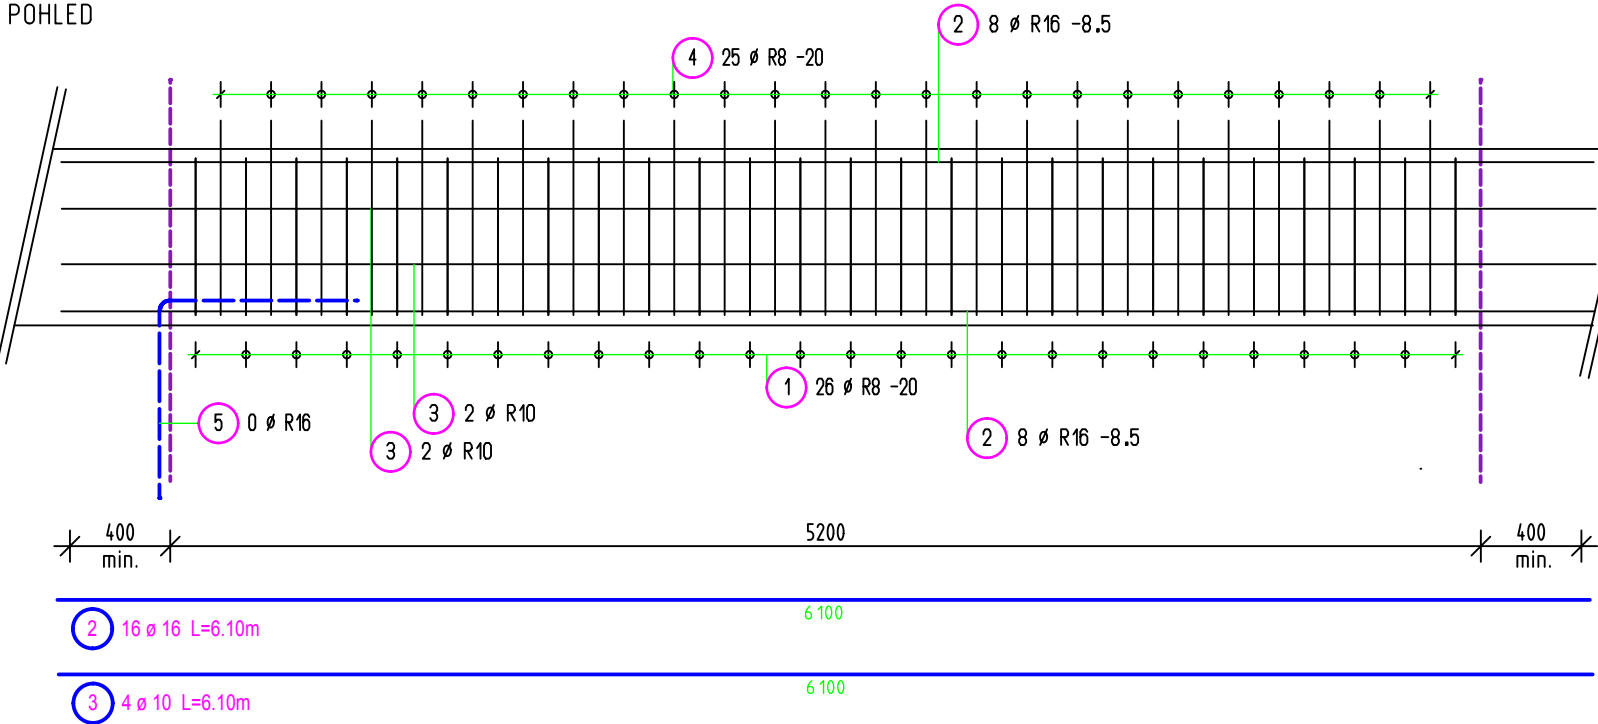 POHLED
2 8 ø R16 -8.5
4 25 ø R8 -20
1 26 ø R8 -20
3 2 ø R10
5 0 ø R16
3 2 ø R10
2 8 ø R16 -8.5
400 5200 400
min. min.
6 100
2 16 ø 16 L=6.10m
6 100
3 4 ø 10 L=6.10m